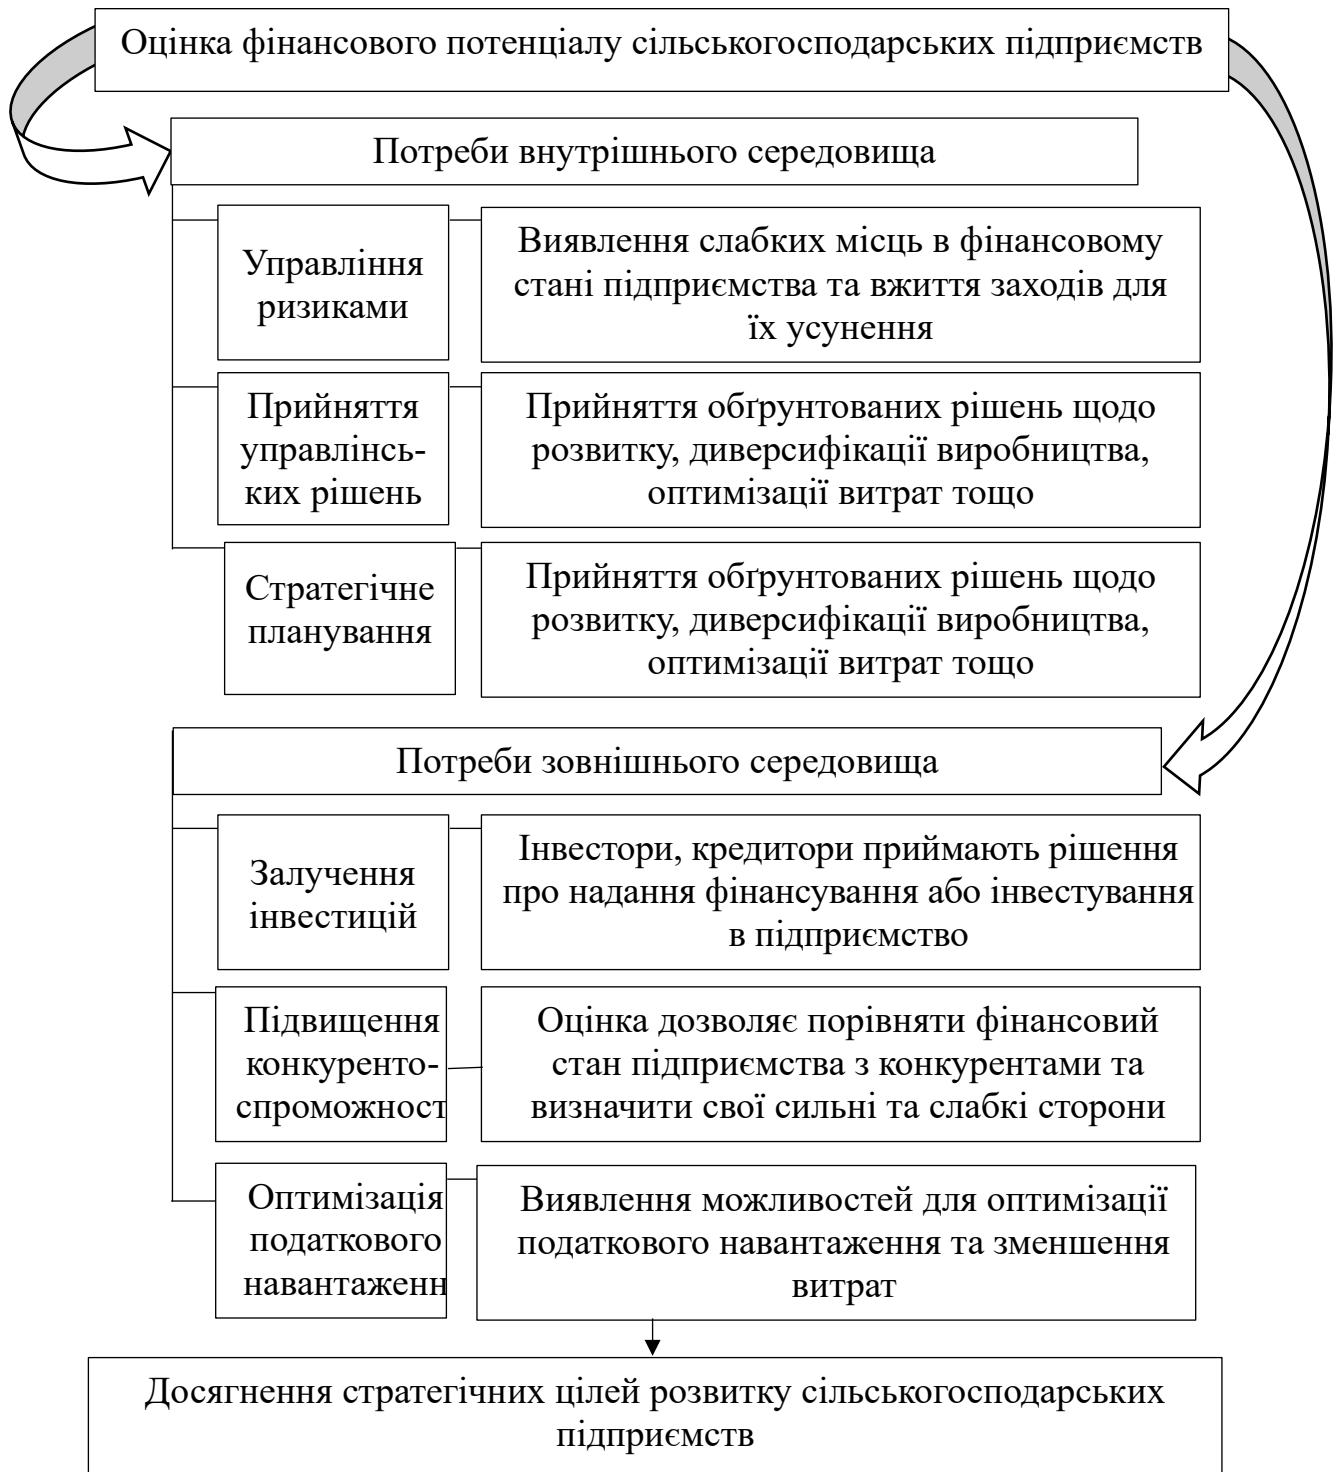 Оцінка фінансового потенціалу сільськогосподарських підприємств
Потреби внутрішнього середовища
Управління
ризиками
Виявлення слабких місць в фінансовому
стані підприємства та вжиття заходів для
їх усунення
Прийняття
управлінсь-
ких рішень
Прийняття обґрунтованих рішень щодо
розвитку, диверсифікації виробництва,
оптимізації витрат тощо
Стратегічне
планування
Прийняття обґрунтованих рішень щодо
розвитку, диверсифікації виробництва,
оптимізації витрат тощо
Потреби зовнішнього середовища
Залучення
інвестицій
Інвестори, кредитори приймають рішення
про надання фінансування або інвестування
в підприємство
Підвищення
конкуренто-
спроможност
Оцінка дозволяє порівняти фінансовий
стан підприємства з конкурентами та
визначити свої сильні та слабкі сторони
Оптимізація
податкового
навантаженн
Виявлення можливостей для оптимізації
податкового навантаження та зменшення
витрат
Досягнення стратегічних цілей розвитку сільськогосподарських
підприємств